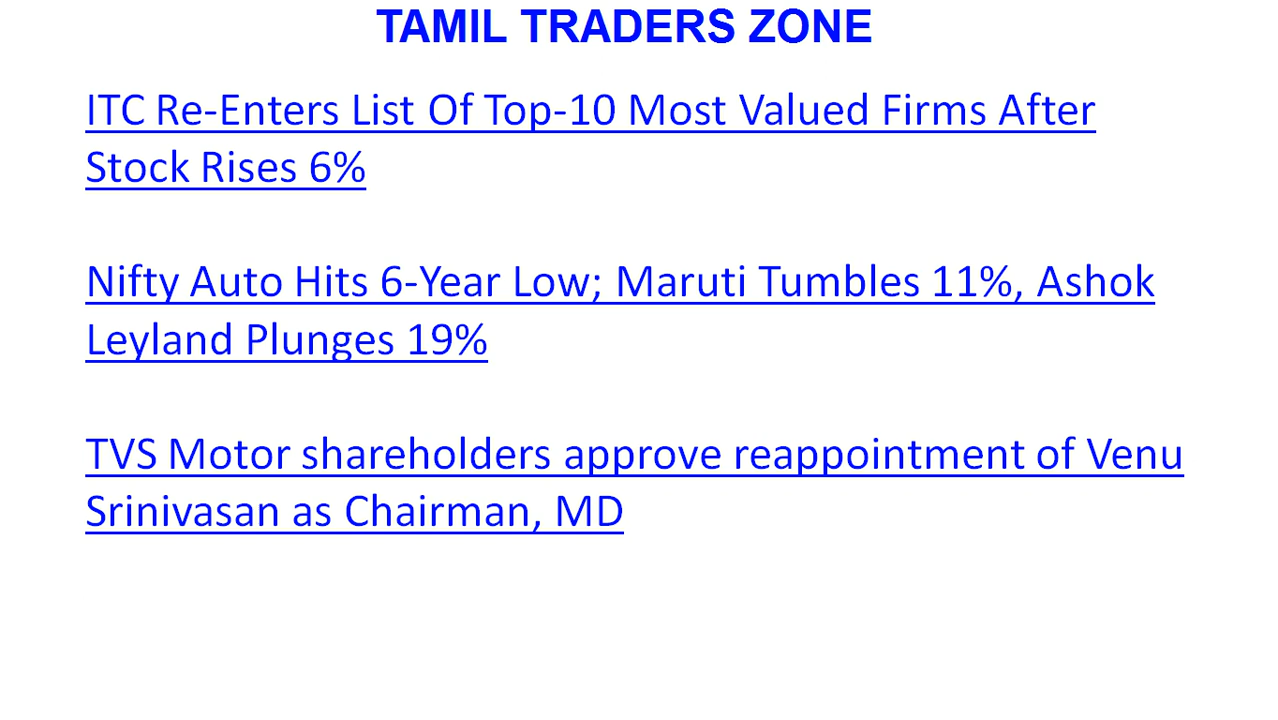 TAMIL TRADERS ZONE
ITC Re-Enters List Of Top-10 Most Valued Firms After
Stock Rises 6%
Nifty Auto Hits 6-Year Low; Maruti Tumbles 11%, Ashok
Leyland Plunges 19%
TVS Motor shareholders approve reappointment of Venu
Srinivasan as Chairman, MD